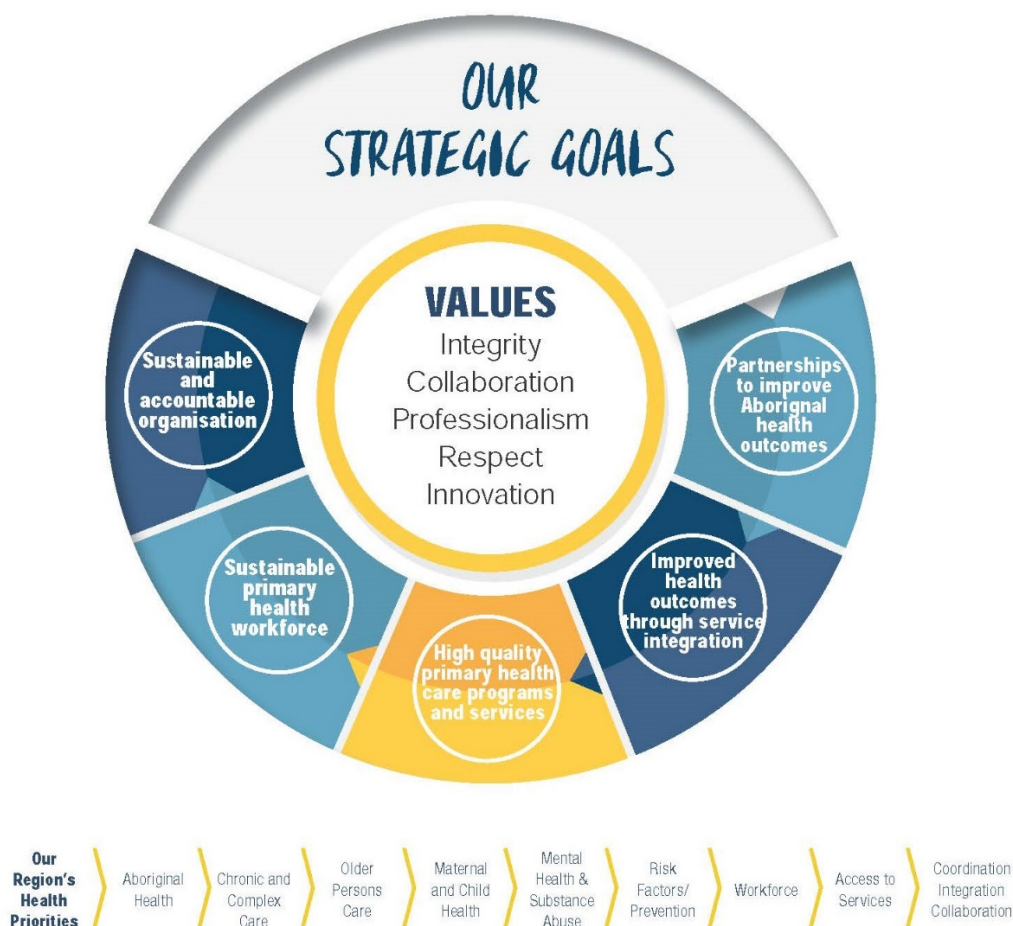 OUR
STRATEGIC GOALS
VALUES
Integrity
Collaboration
Professionalism
Respect
Innovation
Sustainable
and
accountable
organisation
Sustainable
primary
health
workforce
High quality
primary health
care programs
and services
Improved
health
outcomes
through service
integration
Partnerships
to improve
Aborignal
health
outcomes
Our
Region's
Health
Priorities
Aboriginal
Health
Chronic and
Complex
Care
Older
Persons
Care
Maternal
and Child
Health
Mental
Health &
Substance
Abuse
Risk
Factors/
Prevention
Workforce
Access to
Services
Coordination
Integration
Collaboration